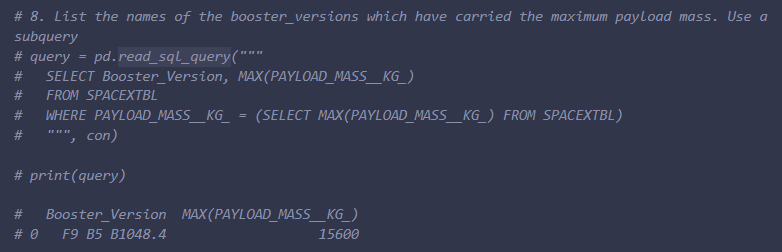 # 8. List the names of the booster_versions which have carried the maximum payload mass. Use a
subquery
# query = pd.read_sql_query("""
#   SELECT Booster_Version, MAX(PAYLOAD_MASS__KG_)
#   FROM SPACEXTBL
#   WHERE PAYLOAD_MASS__KG_ = (SELECT MAX(PAYLOAD_MASS__KG_) FROM SPACEXTBL)
#   """, con)
# print(query)
#   Booster_Version  MAX(PAYLOAD_MASS__KG_)
# 0   F9 B5 B1048.4                   15600